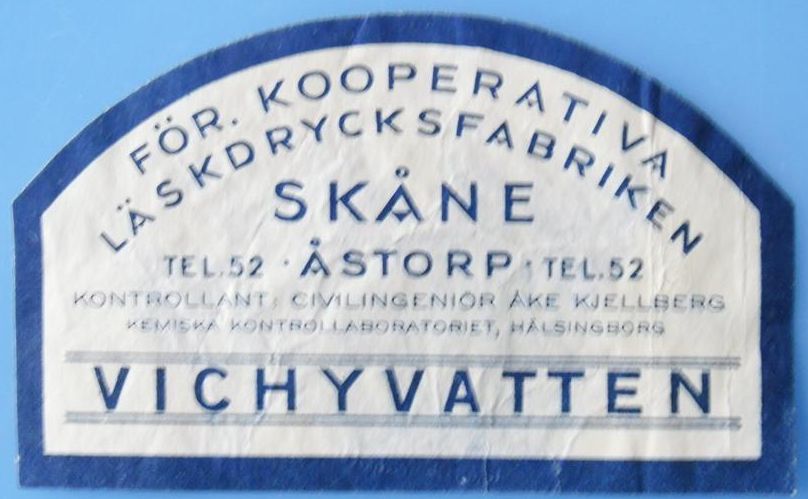 FÖR. KOOPERATIVA
LÄSKDRYCKSFABRIKEN
SKÅNE
TEL. 52 · ÅSTORP · TEL. 52
KONTROLLANT: CIVILINGENIÖR ÅKE KJELLBERG
KEMISKA KONTROLLABORATORIET, HÄLSINGBORG
VICHYVATTEN